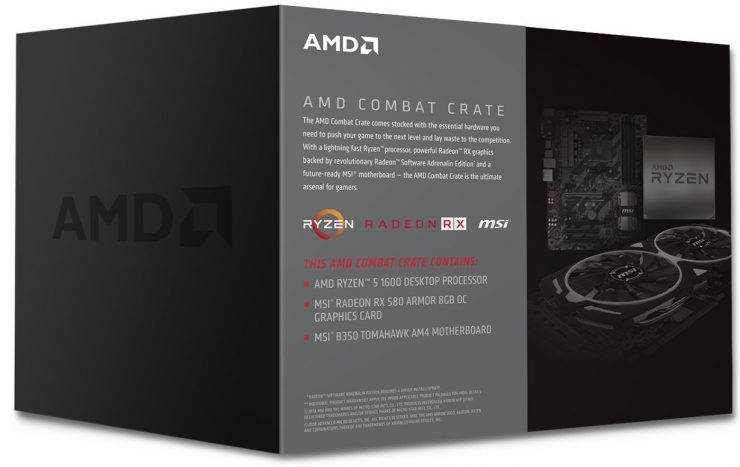 AMD
AMD
AMD COMBAT CRATE
The AMD Combat Crate comes stocked with the essential hardware you
need to push your game to the next level and lay waste to the competition.
With a lightning fast Ryzen™ processor, powerful Radeon™ RX graphics
backed by revolutionary Radeon™ Software Adrenalin Edition* and a
future-ready MSI® motherboard — the AMD Combat Crate is the ultimate
arsenal for gamers.
RYZEN RADEON RX msi
THIS AMD COMBAT CRATE CONTAINS:
AMD RYZEN™ 5 1600 DESKTOP PROCESSOR
MSI® RADEON RX 580 ARMOR 8GB OC
GRAPHICS CARD
MSI® B350 TOMAHAWK AM4 MOTHERBOARD
AMD
RYZEN
msi
msi